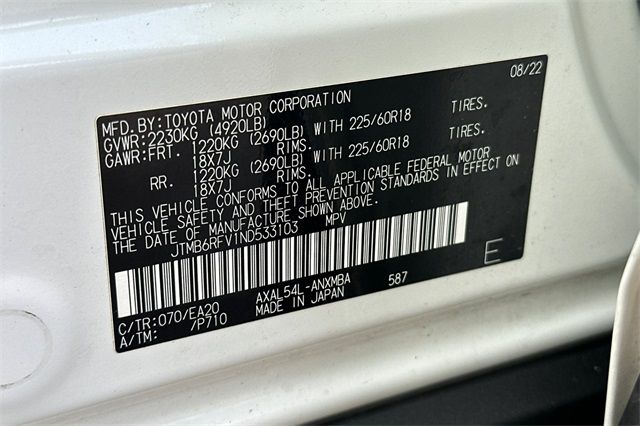 MFD.BY:TOYOTA MOTOR CORPORATION 08/22
GVWR:2230KG (4920LB)
GAWR:FRT. 1220KG (2690LB) WITH 225/60R18 TIRES.
18X7J RIMS.
RR. 1220KG (2690LB) WITH 225/60R18 TIRES.
18X7J RIMS.
THIS VEHICLE CONFORMS TO ALL APPLICABLE FEDERAL MOTOR
VEHICLE SAFETY AND THEFT PREVENTION STANDARDS IN EFFECT ON
THE DATE OF MANUFACTURE SHOWN ABOVE.
JTMB6RFV1ND533103 MPV
E
C/TR:070/EA20 AXAL54L-ANXMBA 587
A/TM: /P710 MADE IN JAPAN